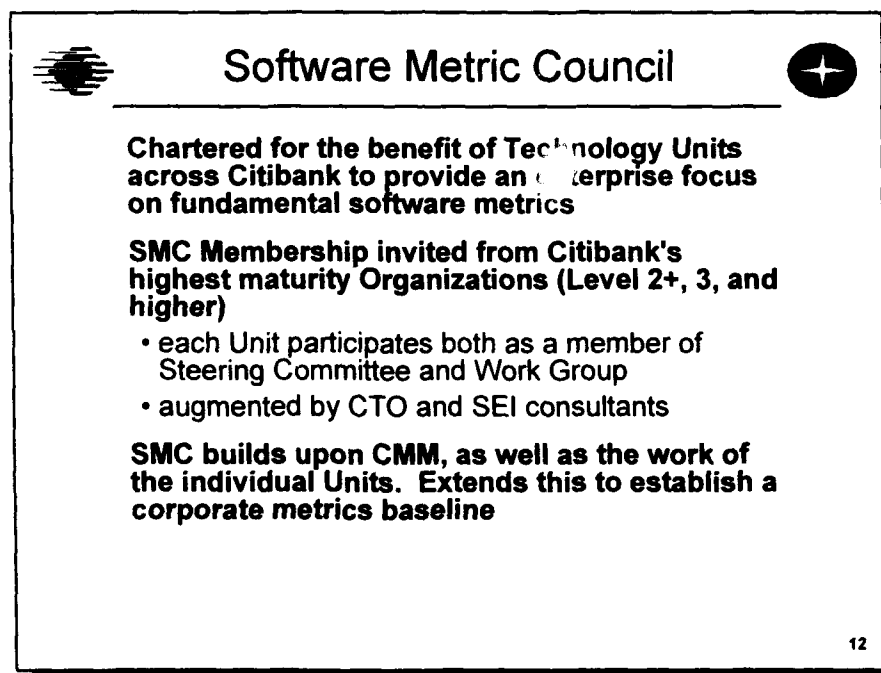 Software Metric Council
Chartered for the benefit of Technology Units
across Citibank to provide an enterprise focus
on fundamental software metrics
SMC Membership invited from Citibank's
highest maturity Organizations (Level 2+, 3, and
higher)
• each Unit participates both as a member of
Steering Committee and Work Group
• augmented by CTO and SEI consultants
SMC builds upon CMM, as well as the work of
the individual Units.  Extends this to establish a
corporate metrics baseline
12